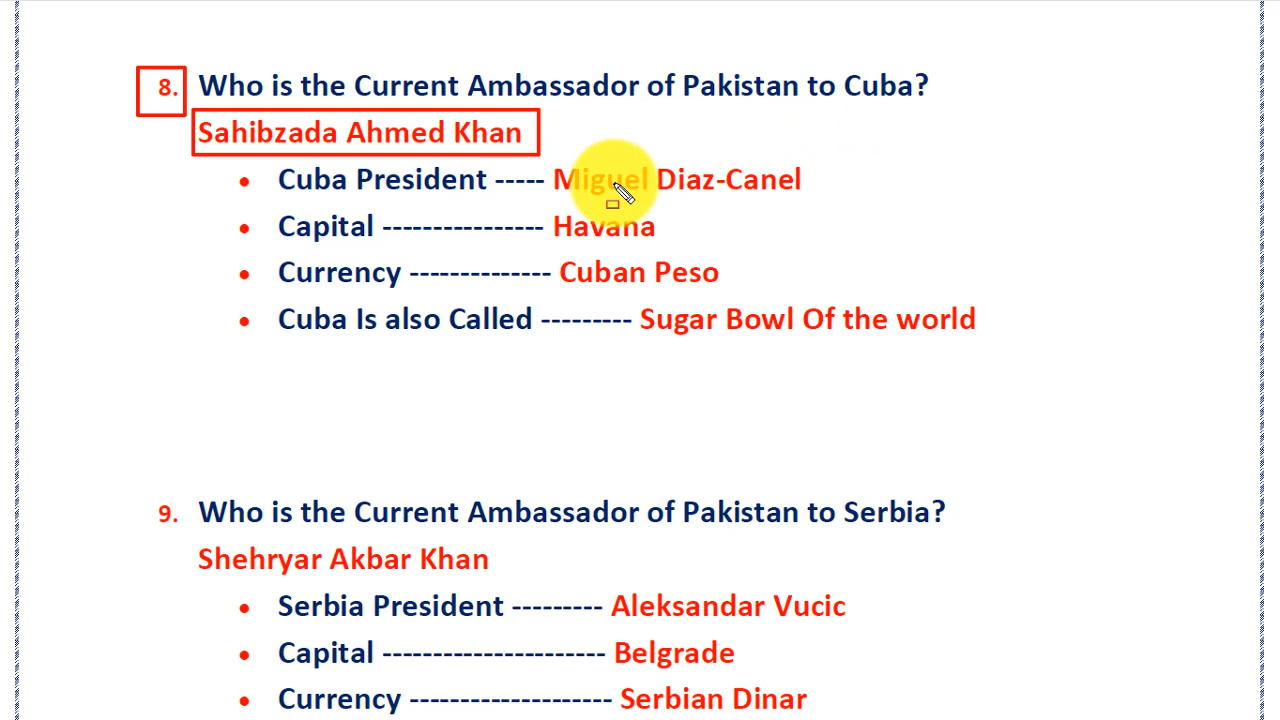 8. Who is the Current Ambassador of Pakistan to Cuba?
Sahibzada Ahmed Khan
• Cuba President ----- Miguel Diaz-Canel
• Capital ---------------- Havana
• Currency -------------- Cuban Peso
• Cuba Is also Called --------- Sugar Bowl Of the world
9. Who is the Current Ambassador of Pakistan to Serbia?
Shehryar Akbar Khan
• Serbia President --------- Aleksandar Vucic
• Capital ---------------------- Belgrade
• Currency -------------------- Serbian Dinar